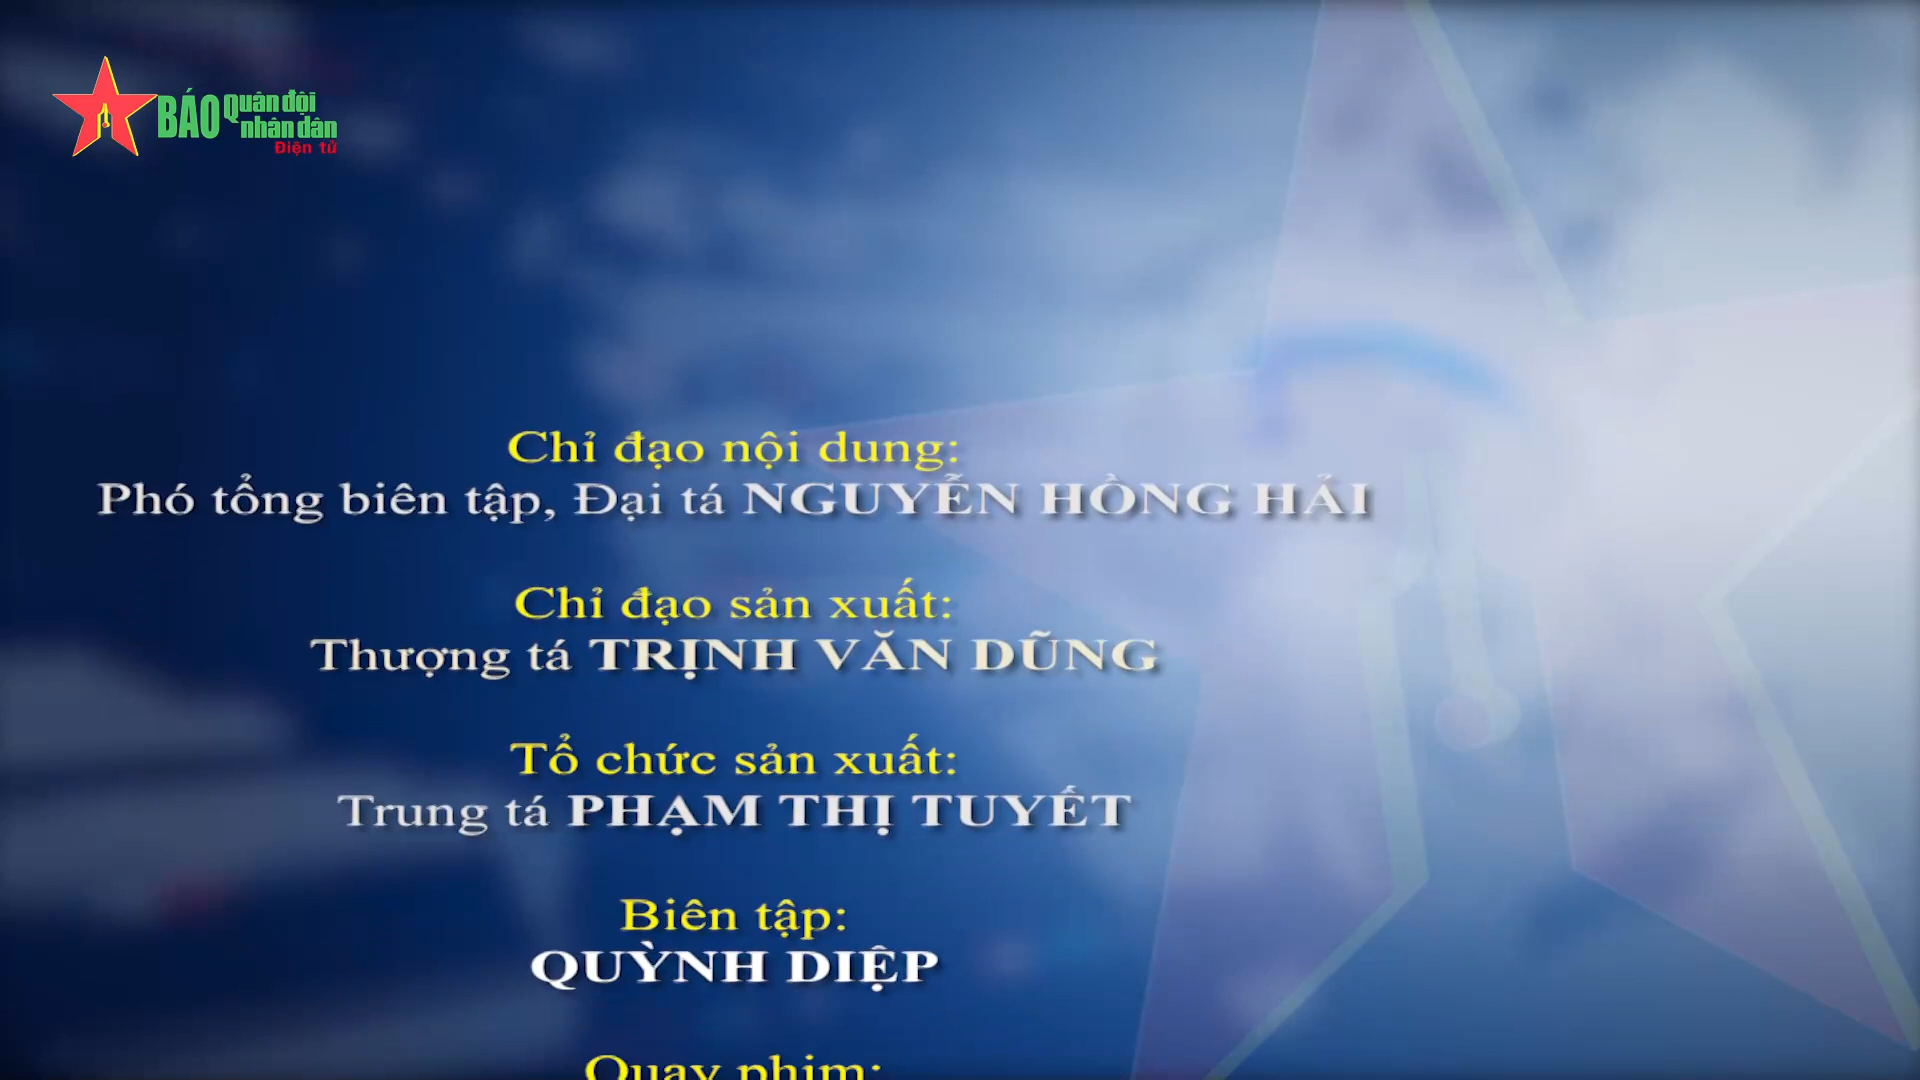 BÁO Quân đội
nhân dân
Điện tử
Chỉ đạo nội dung:
Phó tổng biên tập, Đại tá NGUYỄN HỒNG HẢI
Chỉ đạo sản xuất:
Thượng tá TRỊNH VĂN DŨNG
Tổ chức sản xuất:
Trung tá PHẠM THỊ TUYẾT
Biên tập:
QUỲNH DIỆP
Quay phim: